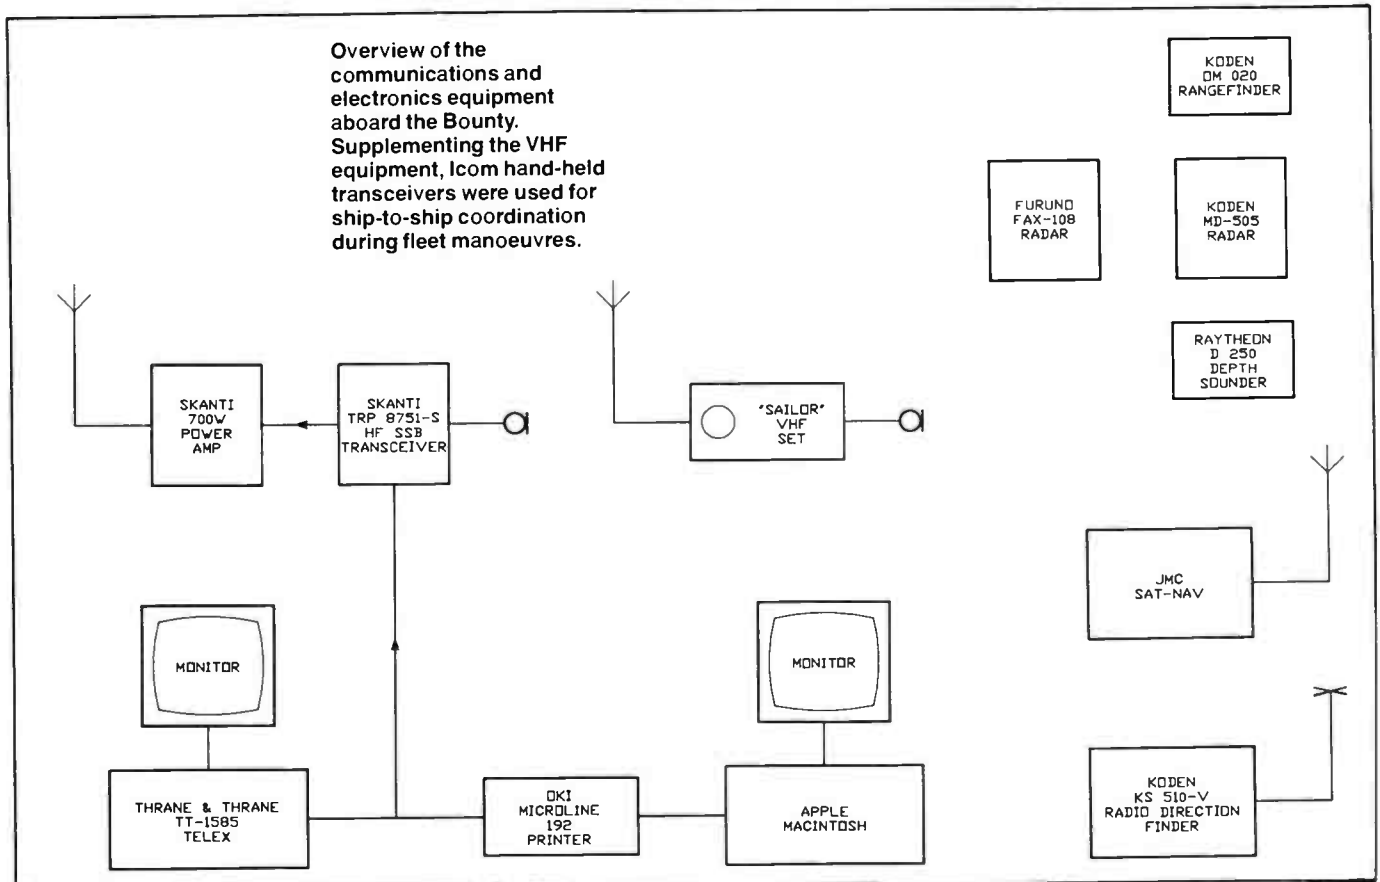 Overview of the
communications and
electronics equipment
aboard the Bounty.
Supplementing the VHF
equipment, Icom hand-held
transceivers were used for
ship-to-ship coordination
during fleet manoeuvres.
KODEN
OM 020
RANGEFINDER
FURUNO
FAX-108
RADAR
KODEN
MD-505
RADAR
RAYTHEON
D 250
DEPTH
SOUNDER
SKANTI
700W
POWER
AMP
SKANTI
TRP 8751-S
HF SSB
TRANSCEIVER
"SAILOR"
VHF
SET
JMC
SAT-NAV
MONITOR
MONITOR
THRANE & THRANE
TT-1585
TELEX
OKI
MICROLINE
192
PRINTER
APPLE
MACINTOSH
KODEN
KS 510-V
RADIO DIRECTION
FINDER